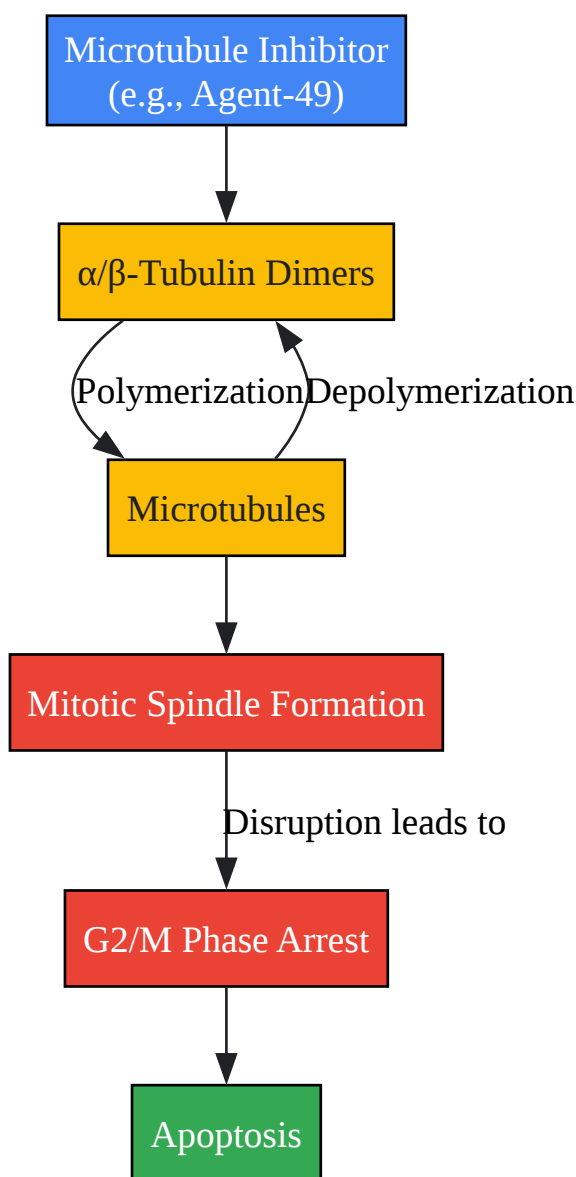 Microtubule Inhibitor
(e.g., Agent-49)
α/β-Tubulin Dimers
Polymerization
Depolymerization
Microtubules
Mitotic Spindle Formation
Disruption leads to
G2/M Phase Arrest
Apoptosis